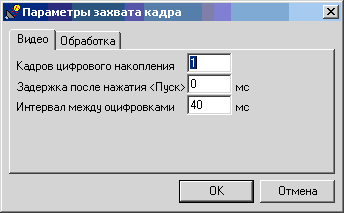 Параметры захвата кадра
Видео Обработка
Кадров цифрового накопления 1
Задержка после нажатия <Пуск> 0 мс
Интервал между оцифровками 40 мс
OK Отмена